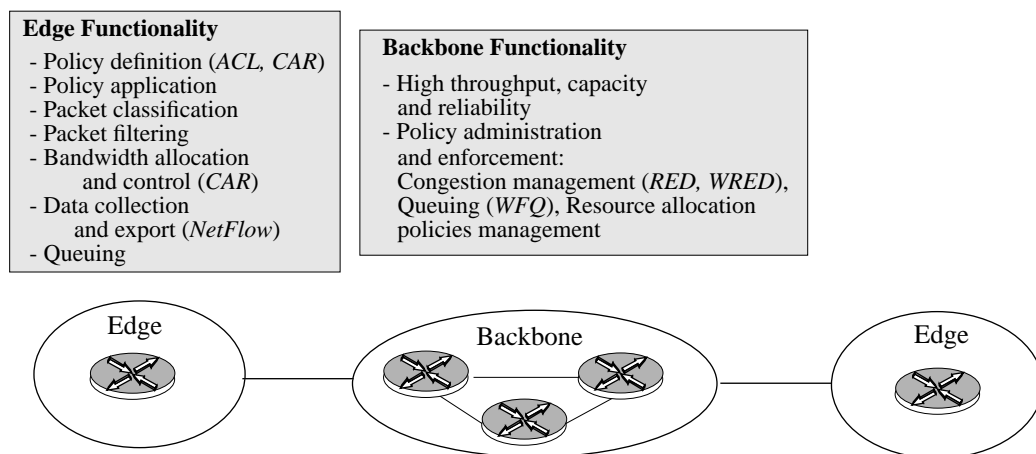 Edge Functionality
- Policy definition (ACL, CAR)
- Policy application
- Packet classification
- Packet filtering
- Bandwidth allocation
and control (CAR)
- Data collection
and export (NetFlow)
- Queuing
Backbone Functionality
- High throughput, capacity
and reliability
- Policy administration
and enforcement:
Congestion management (RED, WRED),
Queuing (WFQ), Resource allocation
policies management
Edge
Backbone
Edge